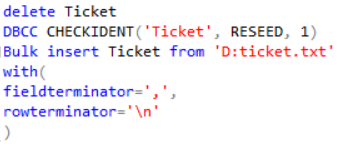 delete Ticket
DBCC CHECKIDENT('Ticket', RESEED, 1)
Bulk insert Ticket from 'D:ticket.txt'
with(
fieldterminator=',',
rowterminator='\n'
)